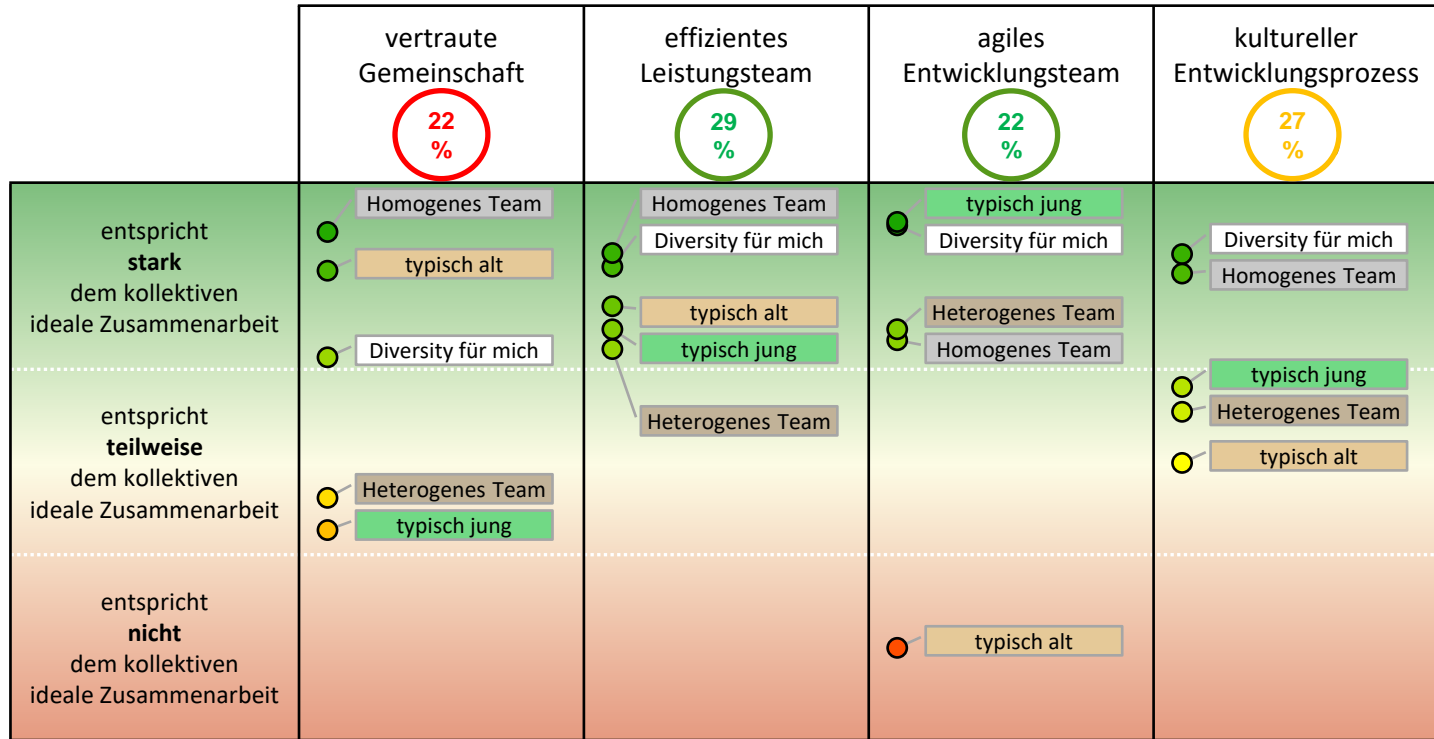 vertraute
Gemeinschaft
22
%
effizientes
Leistungsteam
29
%
agiles
Entwicklungsteam
22
%
kultureller
Entwicklungsprozess
27
%
entspricht
stark
dem kollektiven
ideale Zusammenarbeit
Homogenes Team
typisch alt
Diversity für mich
Homogenes Team
Diversity für mich
typisch alt
typisch jung
Heterogenes Team
typisch jung
Diversity für mich
Heterogenes Team
Homogenes Team
Diversity für mich
Homogenes Team
entspricht
teilweise
dem kollektiven
ideale Zusammenarbeit
Heterogenes Team
typisch jung
typisch jung
Heterogenes Team
typisch alt
entspricht
nicht
dem kollektiven
ideale Zusammenarbeit
typisch alt